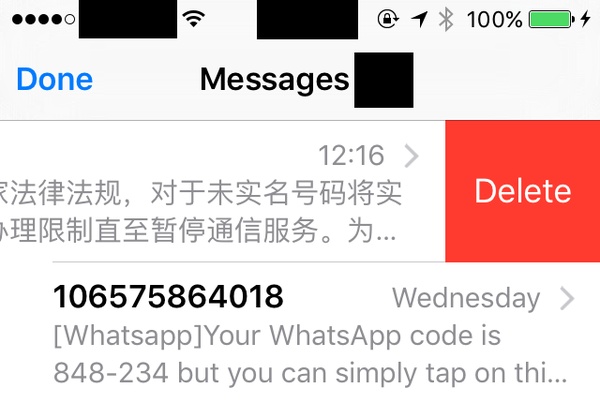 100%
Done
Messages
12:16
家法律法规，对于未实名号码将实
办理限制直至暂停通信服务。为...
Delete
106575864018
Wednesday
[Whatsapp]Your WhatsApp code is
848-234 but you can simply tap on thi...